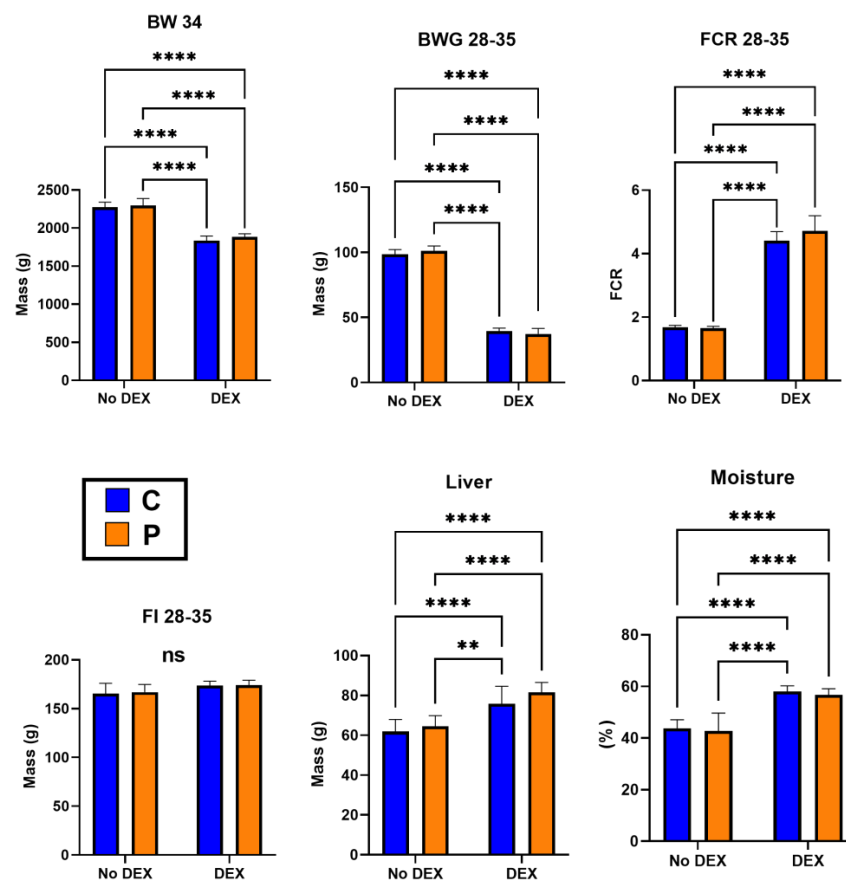 BW 34
****
****
****
****
2500
2000
1500
1000
500
0
Mass (g)
No DEX DEX
BWG 28-35
****
****
****
****
150
100
50
0
Mass (g)
No DEX DEX
FCR 28-35
****
****
****
****
6
4
2
0
FCR
No DEX DEX
C
P
FI 28-35
ns
200
150
100
50
0
Mass (g)
No DEX DEX
Liver
****
****
****
**
100
80
60
40
20
0
Mass (g)
No DEX DEX
Moisture
****
****
****
****
80
60
40
20
0
(%)
No DEX DEX